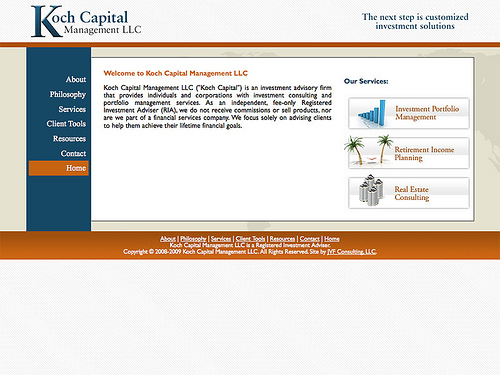 Koch Capital
Management LLC
The next step is customized
investment solutions
About
Philosophy
Services
Client Tools
Resources
Contact
Home
Welcome to Koch Capital Management LLC
Koch Capital Management LLC ("Koch Capital") is an investment advisory firm
that provides individuals and corporations with investment consulting and
portfolio management services. As an independent, fee-only Registered
Investment Adviser (RIA), we do not receive commissions or sell products, nor
are we part of a financial services company. We focus solely on advising clients
to help them achieve their lifetime financial goals.
Our Services:
Investment Portfolio
Management
Retirement Income
Planning
Real Estate
Consulting
About | Philosophy | Services | Client Tools | Resources | Contact | Home
Koch Capital Management LLC is a Registered Investment Adviser.
Copyright © 2008-2009 Koch Capital Management LLC. All Rights Reserved. Site by JVF Consulting, LLC.